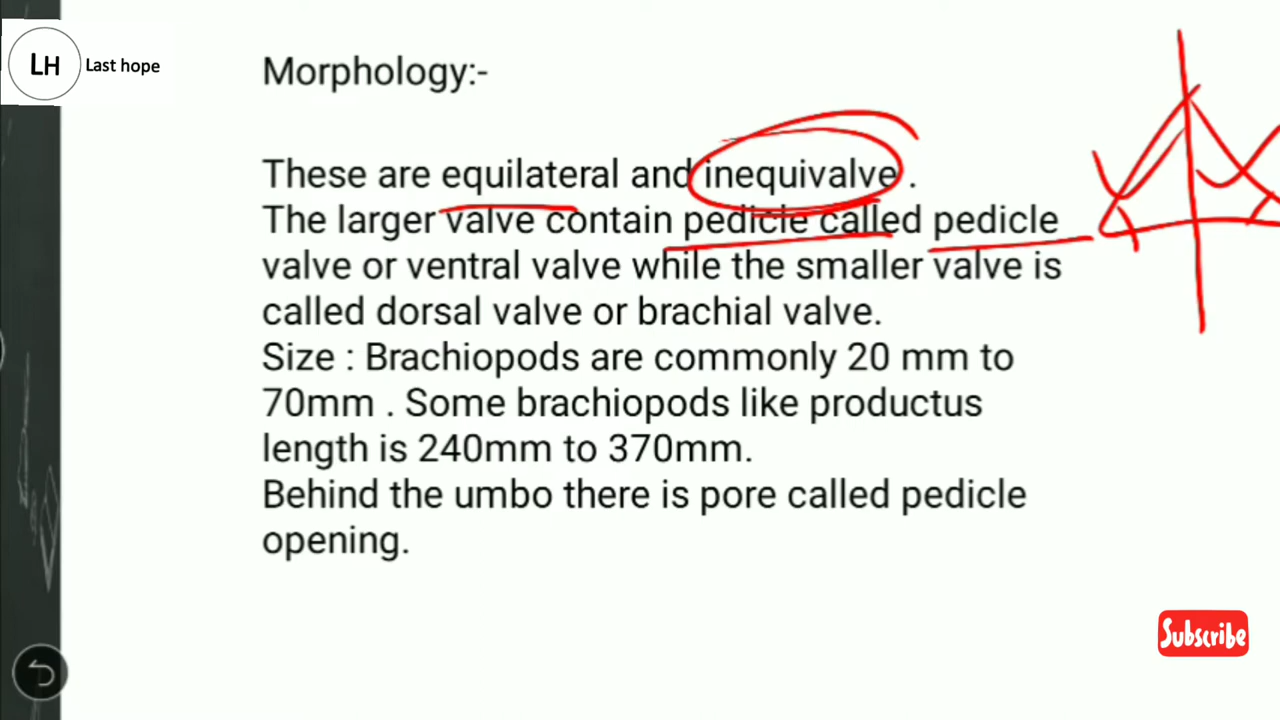 LH Last hope
Morphology:-
These are equilateral and inequivalve .
The larger valve contain pedicle called pedicle
valve or ventral valve while the smaller valve is
called dorsal valve or brachial valve.
Size : Brachiopods are commonly 20 mm to
70mm . Some brachiopods like productus
length is 240mm to 370mm.
Behind the umbo there is pore called pedicle
opening.
Subscribe